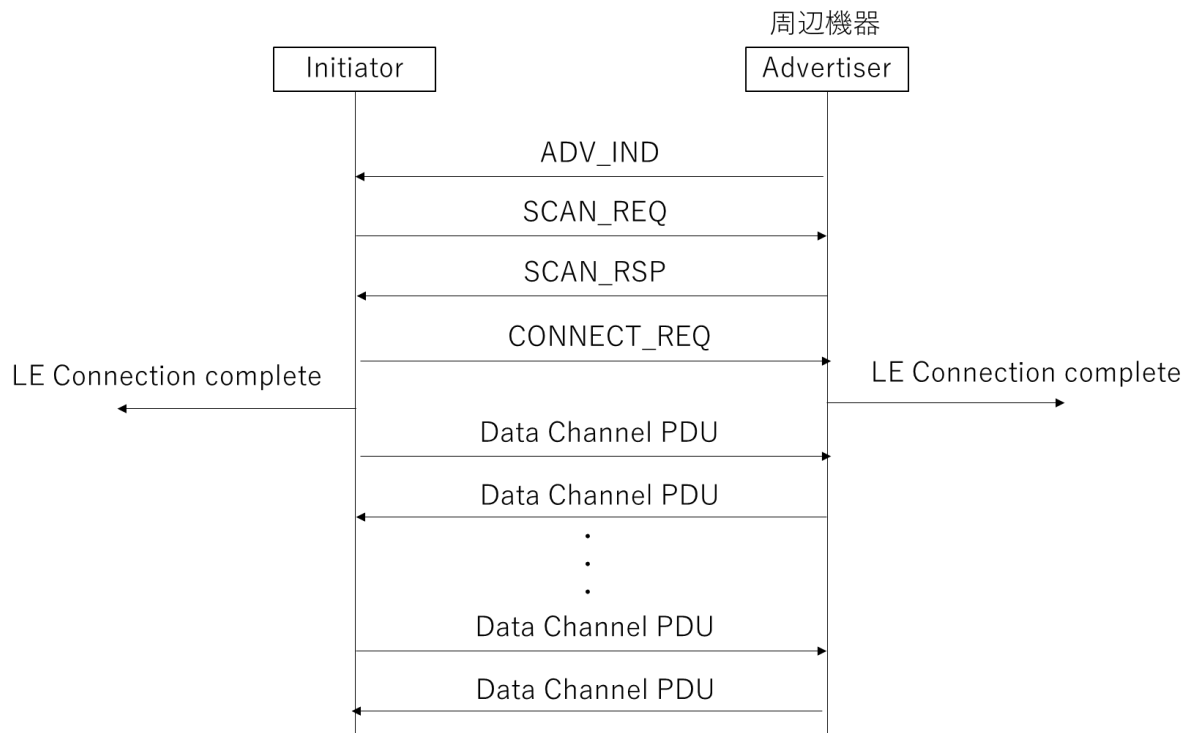 周辺機器
Initiator
Advertiser
ADV_IND
SCAN_REQ
SCAN_RSP
CONNECT_REQ
LE Connection complete
LE Connection complete
Data Channel PDU
Data Channel PDU
Data Channel PDU
Data Channel PDU